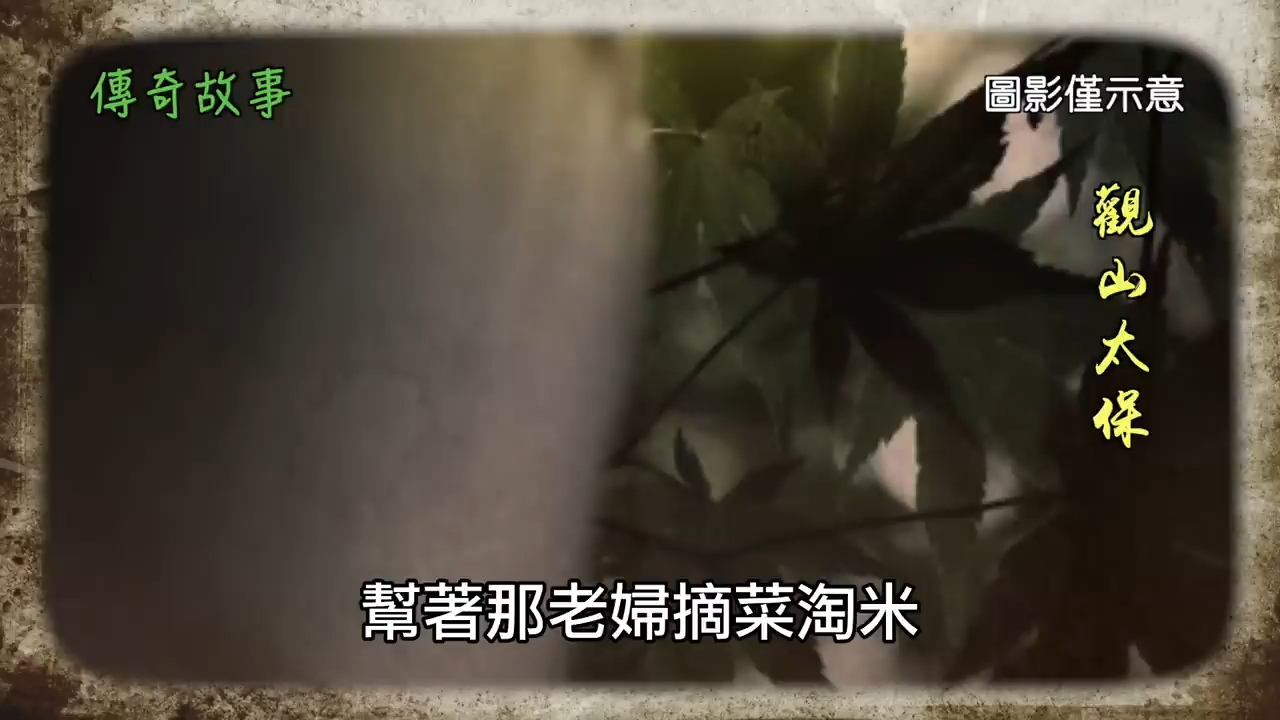 傳奇故事
圖影僅示意
觀山太保
幫著那老婦摘菜淘米